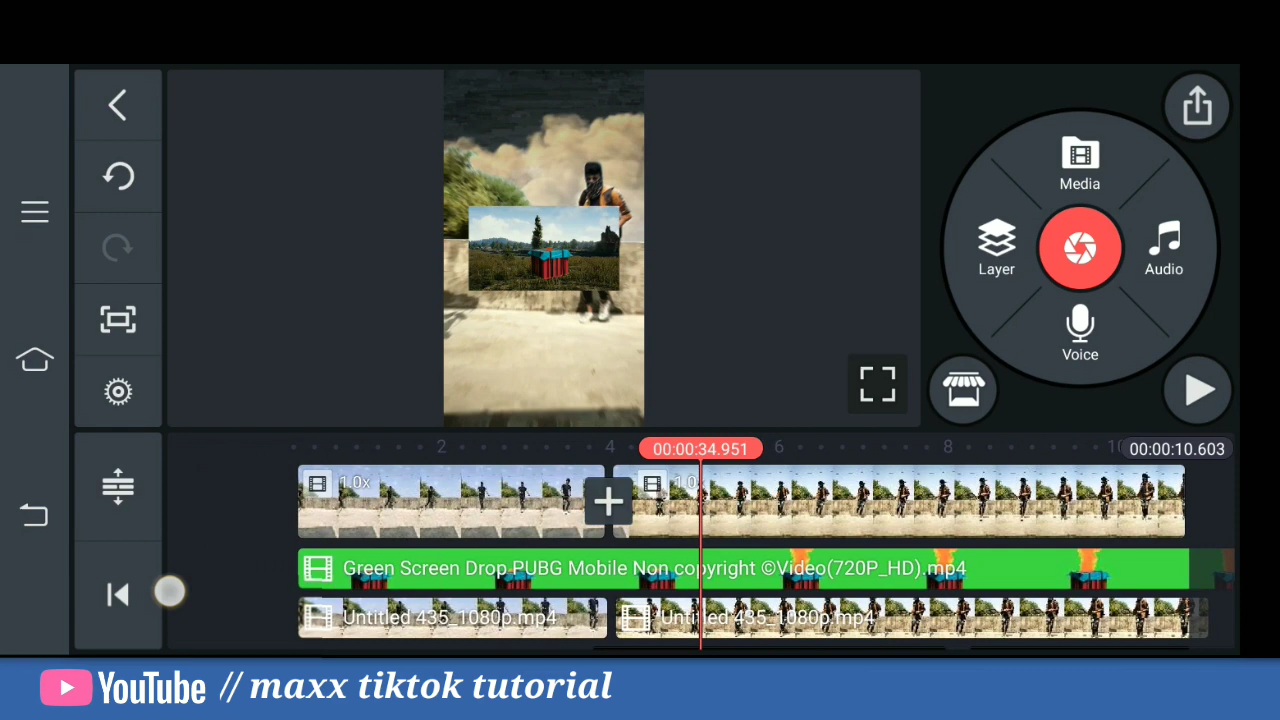 Media
Layer
Audio
Voice
2
4
00:00:34.951
6
8
00:00:10.603
1.0x
1.0
Green Screen Drop PUBG Mobile Non copyright ©Video(720P_HD).mp4
Untitled 435_1080p.mp4
Untitled 435_1080p.mp4
YouTube // maxx tiktok tutorial